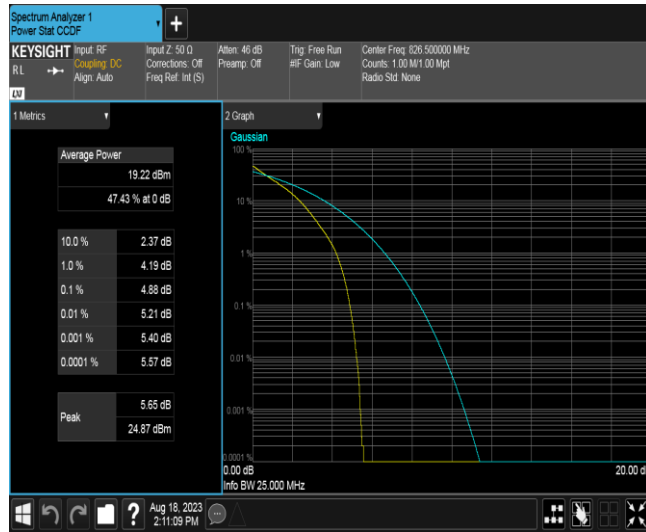 Spectrum Analyzer 1
Power Stat CCDF
+
KEYSIGHT
RL
LXI
Input: RF
Coupling: DC
Align: Auto
Input Z: 50 Ω
Corrections: Off
Freq Ref: Int (S)
Atten: 46 dB
Preamp: Off
Trig: Free Run
#IF Gain: Low
Center Freq: 826.500000 MHz
Counts: 1.00 M/1.00 Mpt
Radio Std: None
1 Metrics
Average Power
19.22 dBm
47.43 % at 0 dB
10.0 % 2.37 dB
1.0 % 4.19 dB
0.1 % 4.88 dB
0.01 % 5.21 dB
0.001 % 5.40 dB
0.0001 % 5.57 dB
Peak
5.65 dB
24.87 dBm
2 Graph
Gaussian
100 %
10 %
1 %
0.1 %
0.01 %
0.001 %
0.0001 %
0.00 dB 20.00 d
Info BW 25.000 MHz
?
Aug 18, 2023
2:11:09 PM